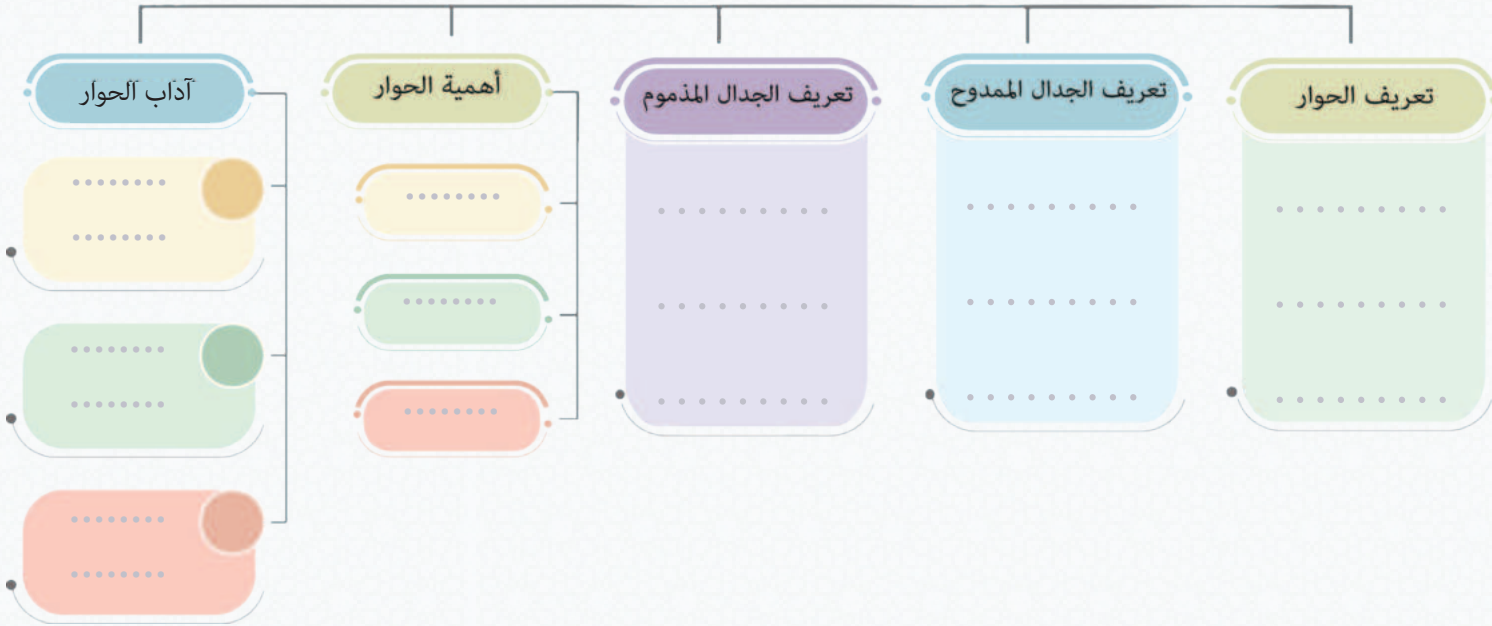 تعريف الحوار
تعريف الجدال الممدوح
تعريف الجدال المذموم
أهمية الحوار
آداب الحوار